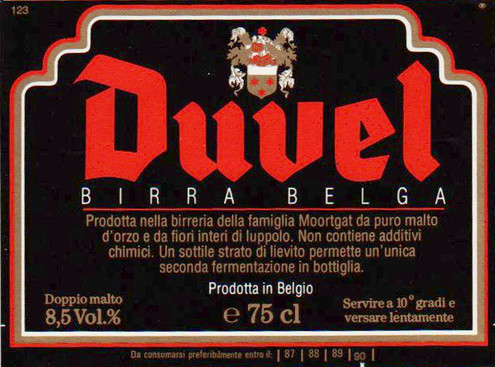 123
®
Duvel
BIRRA BELGA
Prodotta nella birreria della famiglia Moortgat da puro malto
d'orzo e da fiori interi di luppolo. Non contiene additivi
chimici. Un sottile strato di lievito permette un'unica
seconda fermentazione in bottiglia.
Prodotta in Belgio
Doppio malto
8,5 Vol.%
e 75 cl
Servire a 10° gradi e
versare lentamente
Da consumarsi preferibilmente entro il: | 87 | 88 | 89 | 90 |